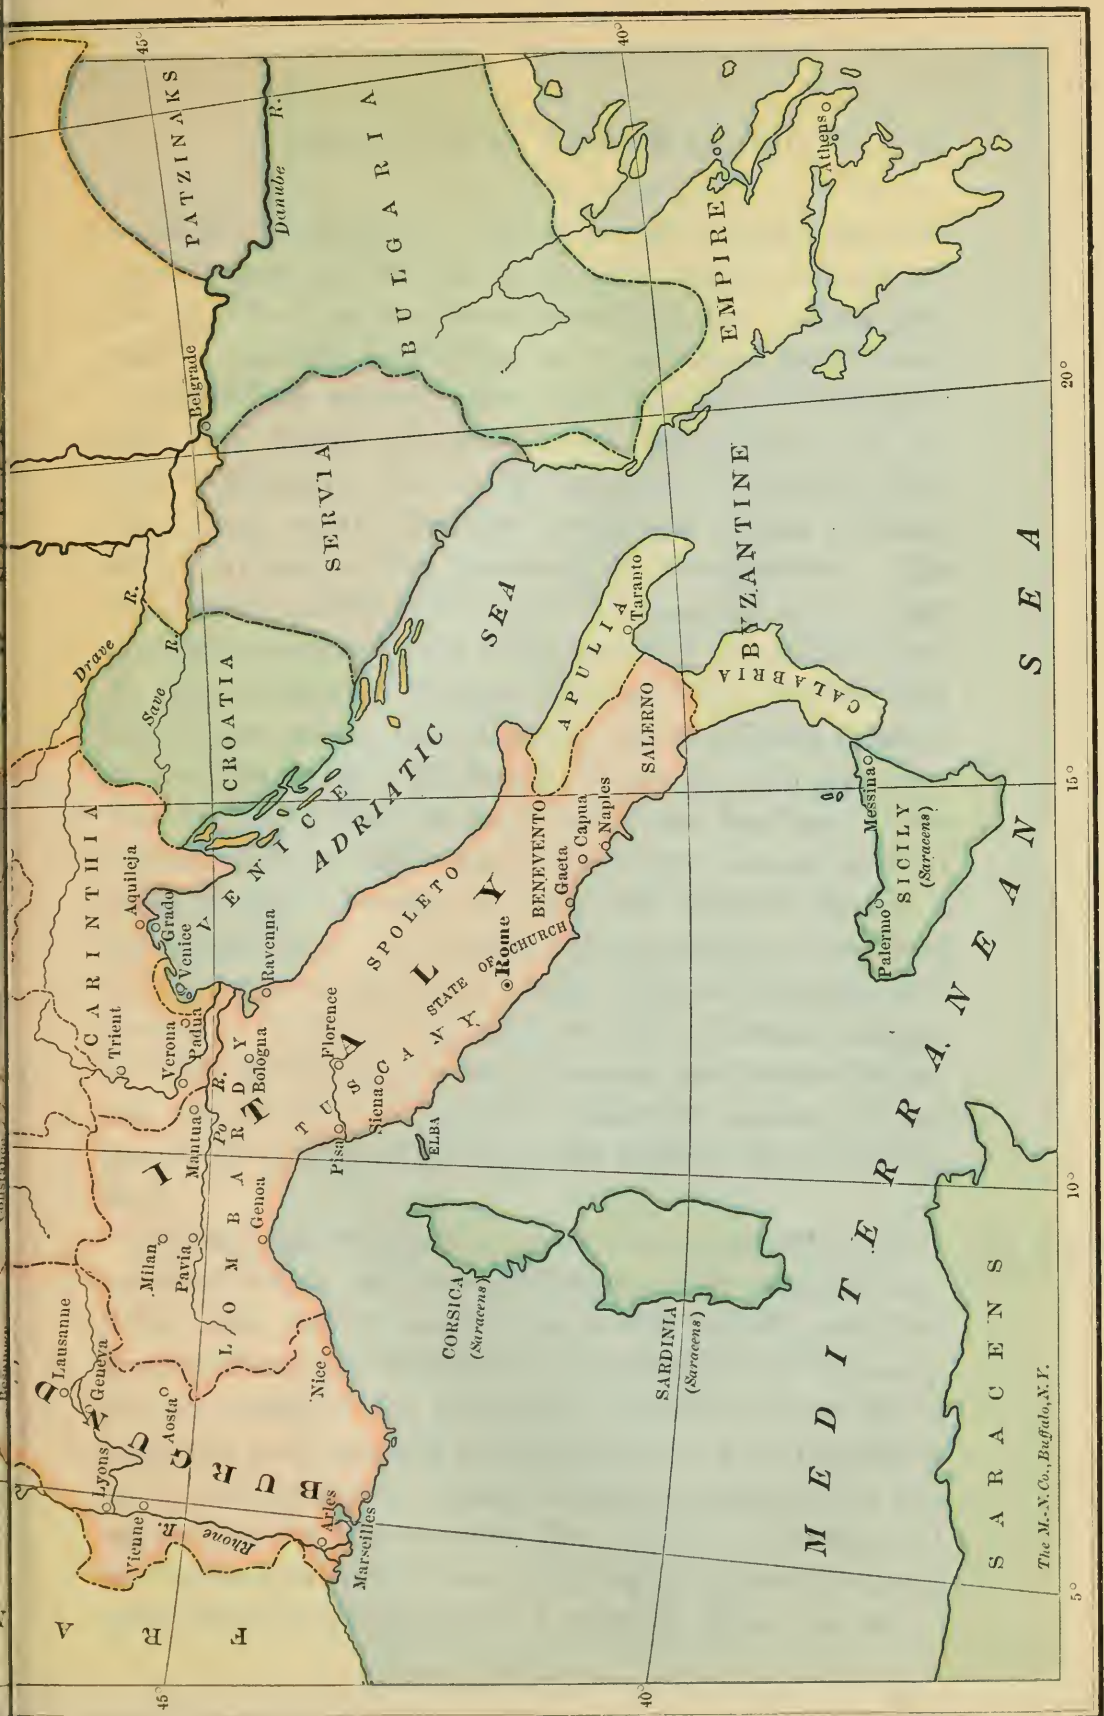 45°
40°
PATZINAKS
Danube R.
BULGARIA
Belgrade
SERVIA
Drave R.
Save R.
CROATIA
CARINTHIA
EMPIRE
Athens
BYZANTINE
20°
15°
10°
5°
45°
40°
ADRIATIC SEA
VENICE
Aquileja
Grado
Venice
Trient
Verona
Padua
Ravenna
Mantua
Po R.
Bologna
LOMBARDY
Milan
Pavia
Genoa
ITALY
TUSCANY
Florence
Pisa
Siena
ELBA
SPOLETO
STATE OF CHURCH
Rome
BENEVENTO
Gaeta
Capua
Naples
SALERNO
APULIA
Taranto
CALABRIA
Messina
Palermo
SICILY
(Saracens)
CORSICA
(Saracens)
SARDINIA
(Saracens)
MEDITERRANEAN SEA
SARACENS
Lausanne
Geneva
Aosta
Lyons
Vienne
Rhone R.
Arles
Marseilles
Nice
BURGUND
FRA
The M.-N. Co., Buffalo, N. Y.